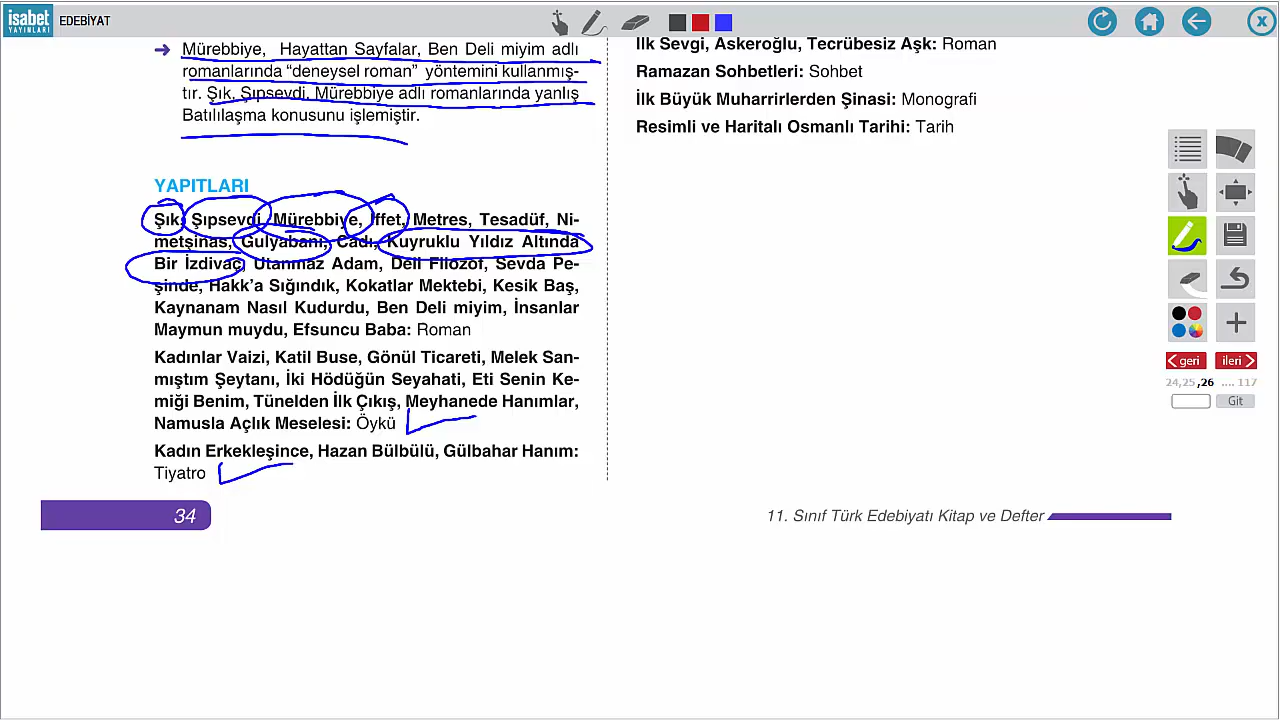 isabet
YAYINLARI
EDEBİYAT
➔ Mürebbiye, Hayattan Sayfalar, Ben Deli miyim adlı
romanlarında “deneysel roman” yöntemini kullanmış-
tır. Şık, Şıpsevdi, Mürebbiye adlı romanlarında yanlış
Batılılaşma konusunu işlemiştir.
YAPITLARI
Şık, Şıpsevdi, Mürebbiye, İffet, Metres, Tesadüf, Ni-
metşinas, Gulyabani, Cadı, Kuyruklu Yıldız Altında
Bir İzdivaç, Utanmaz Adam, Deli Filozof, Sevda Pe-
şinde, Hakk’a Sığındık, Kokatlar Mektebi, Kesik Baş,
Kaynanam Nasıl Kudurdu, Ben Deli miyim, İnsanlar
Maymun muydu, Efsuncu Baba: Roman
Kadınlar Vaizi, Katil Buse, Gönül Ticareti, Melek San-
mıştım Şeytanı, İki Hödüğün Seyahati, Eti Senin Ke-
miği Benim, Tünelden İlk Çıkış, Meyhanede Hanımlar,
Namusla Açlık Meselesi: Öykü
Kadın Erkekleşince, Hazan Bülbülü, Gülbahar Hanım:
Tiyatro
İlk Sevgi, Askeroğlu, Tecrübesiz Aşk: Roman
Ramazan Sohbetleri: Sohbet
İlk Büyük Muharrirlerden Şinasi: Monografi
Resimli ve Haritalı Osmanlı Tarihi: Tarih
34
11. Sınıf Türk Edebiyatı Kitap ve Defter
geri ileri
24,25,26 .... 117
Git